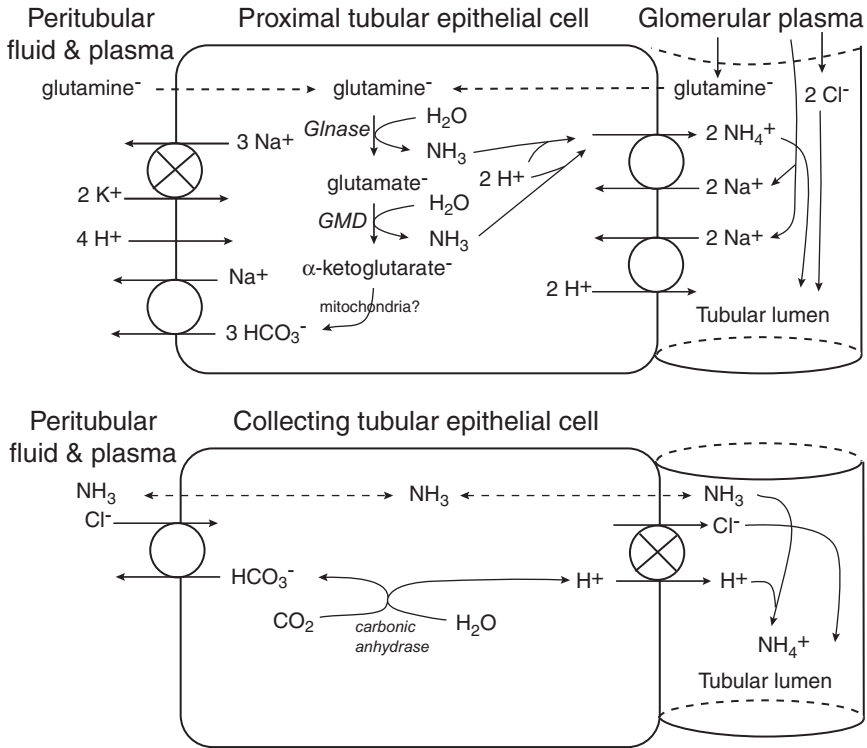 Peritubular
fluid & plasma
Proximal tubular epithelial cell
Glomerular plasma
glutamine-
glutamine-
glutamine-
2 Cl-
Glnase
H2O
NH3
3 Na+
2 NH4+
2 H+
2 K+
glutamate-
2 Na+
GMD
H2O
NH3
4 H+
2 Na+
α-ketoglutarate-
Na+
2 H+
mitochondria?
Tubular lumen
3 HCO3-
Peritubular
fluid & plasma
Collecting tubular epithelial cell
NH3
NH3
NH3
Cl-
Cl-
HCO3-
H+
H+
CO2
carbonic
anhydrase
H2O
NH4+
Tubular lumen